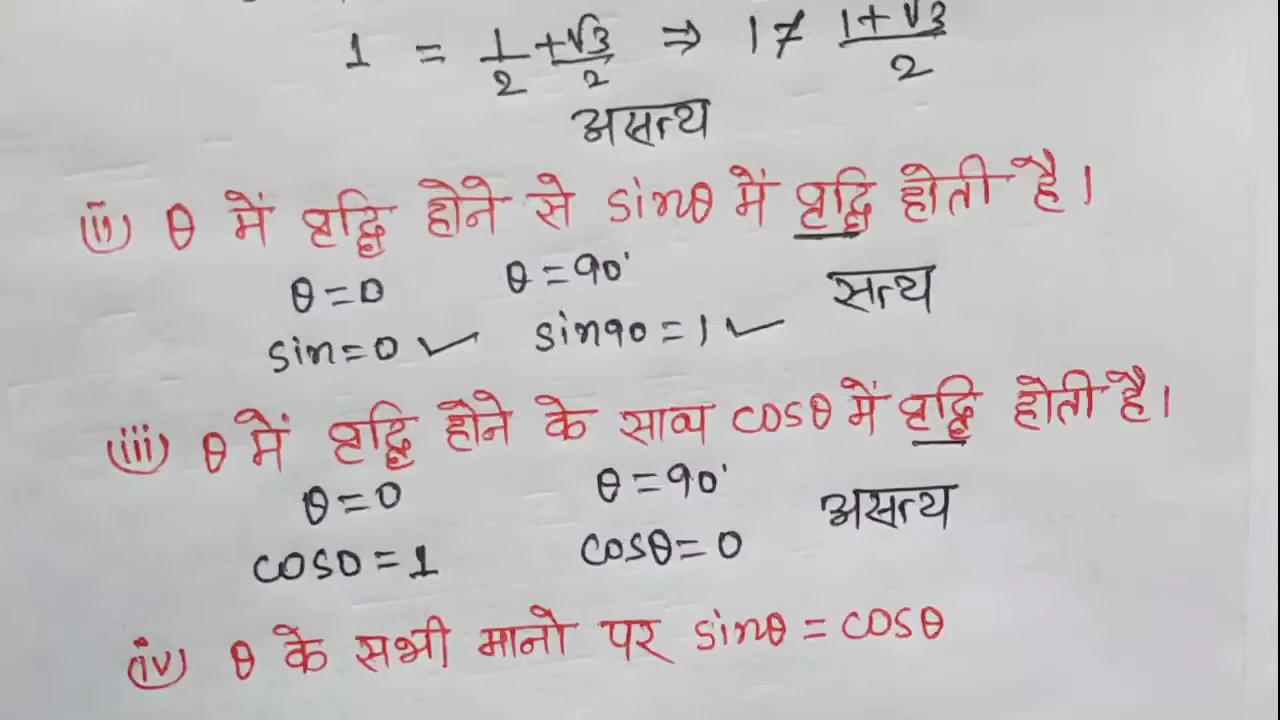 1 = 1/2 + √3/2 ⇒ 1 ≠ 1+√3/2
असत्य
(ii) θ में वृद्धि होने से sinθ में वृद्धि होती है।
θ = 0 θ = 90°
सत्य
sin = 0 ✓ sin90 = 1 ✓
(iii) θ में वृद्धि होने के साथ cosθ में वृद्धि होती है।
θ = 0 θ = 90°
असत्य
cos0 = 1 cosθ = 0
(iv) θ के सभी मानो पर sinθ = cosθ